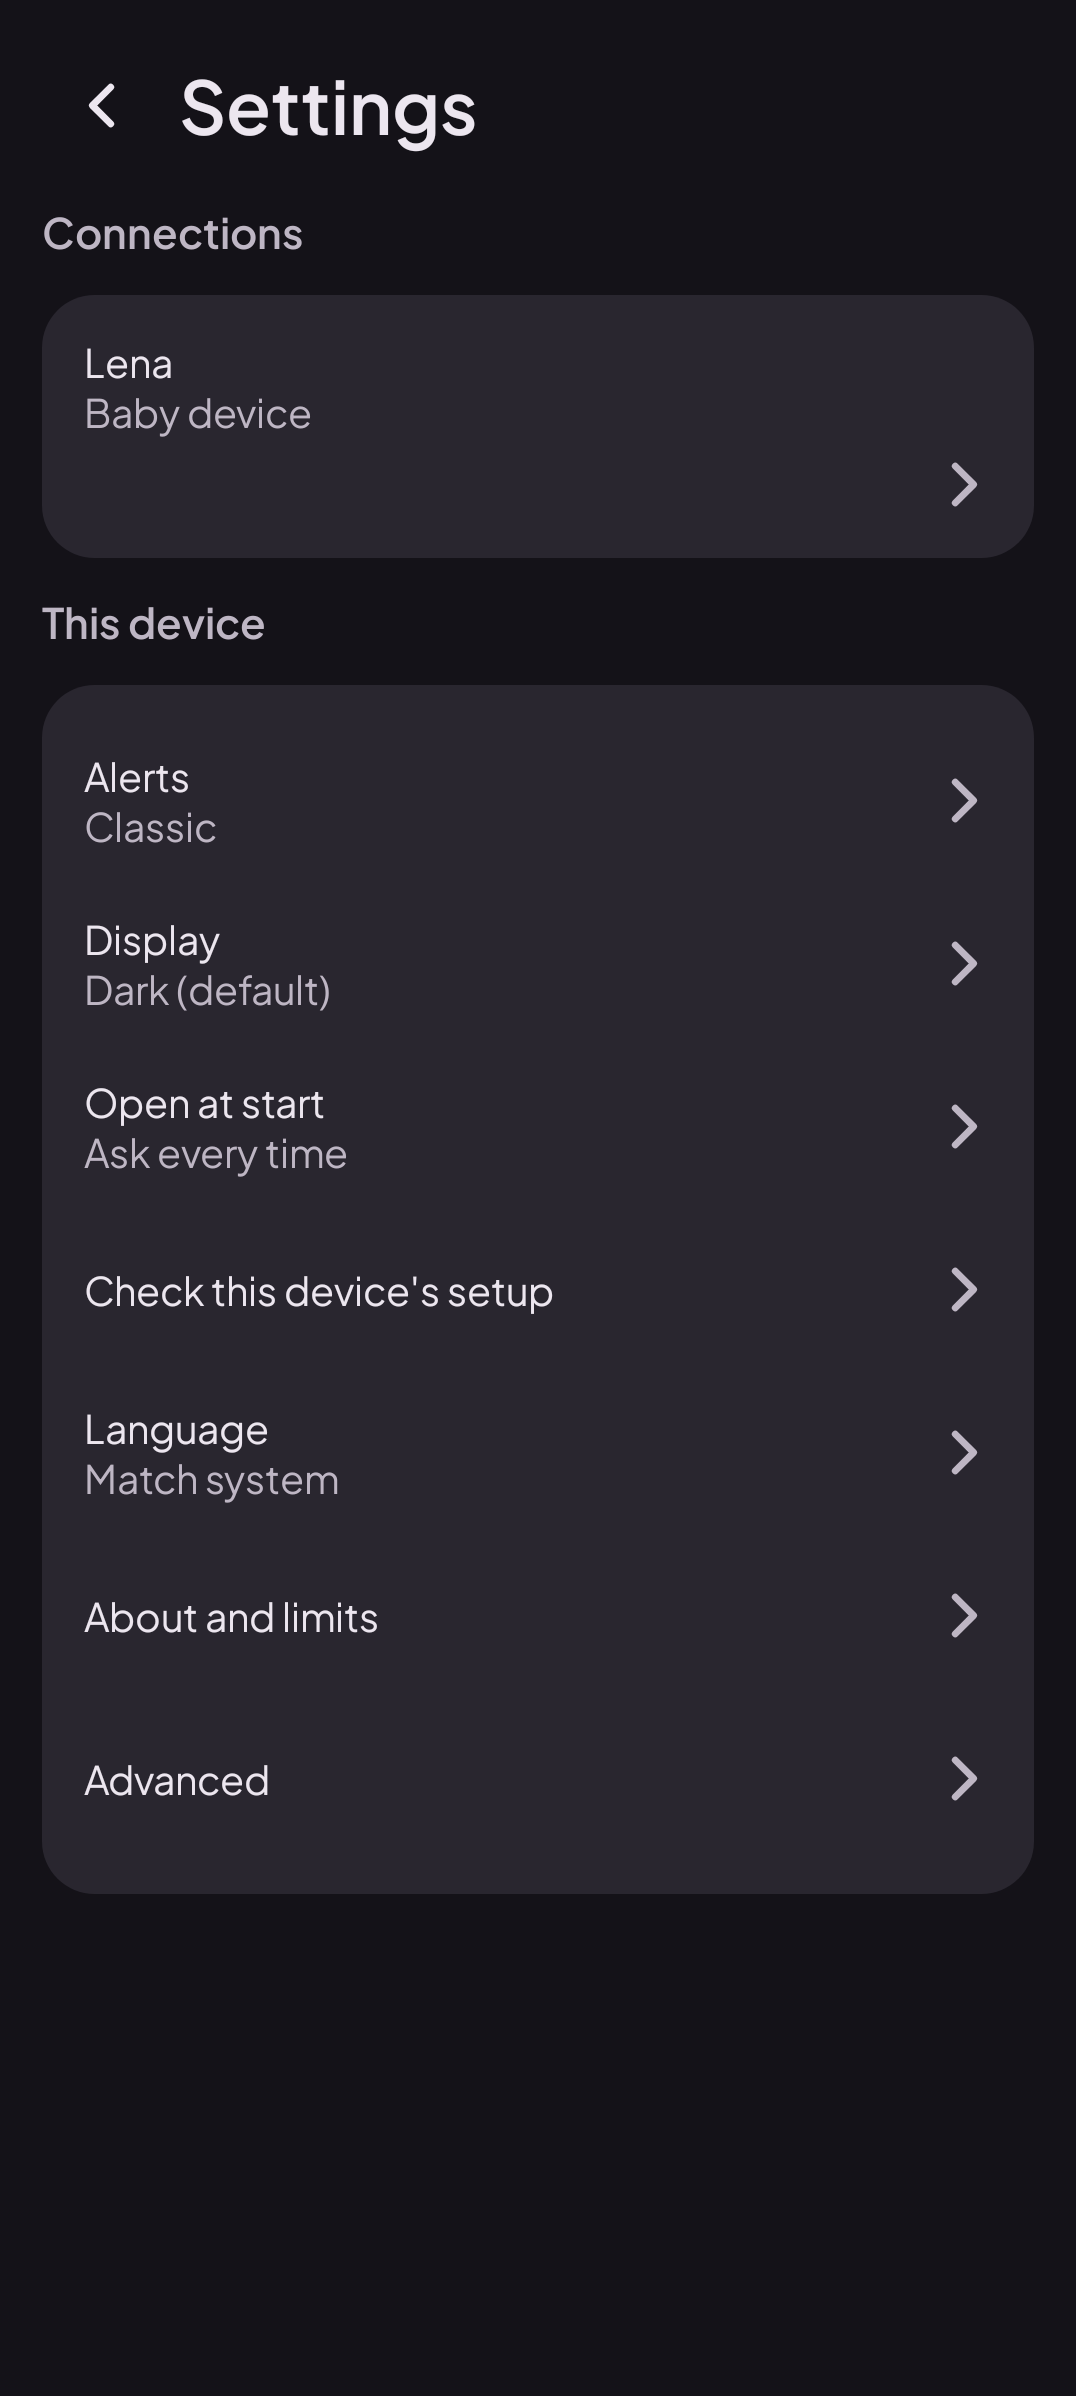 Settings
Connections
Lena
Baby device
This device
Alerts
Classic
Display
Dark (default)
Open at start
Ask every time
Check this device's setup
Language
Match system
About and limits
Advanced